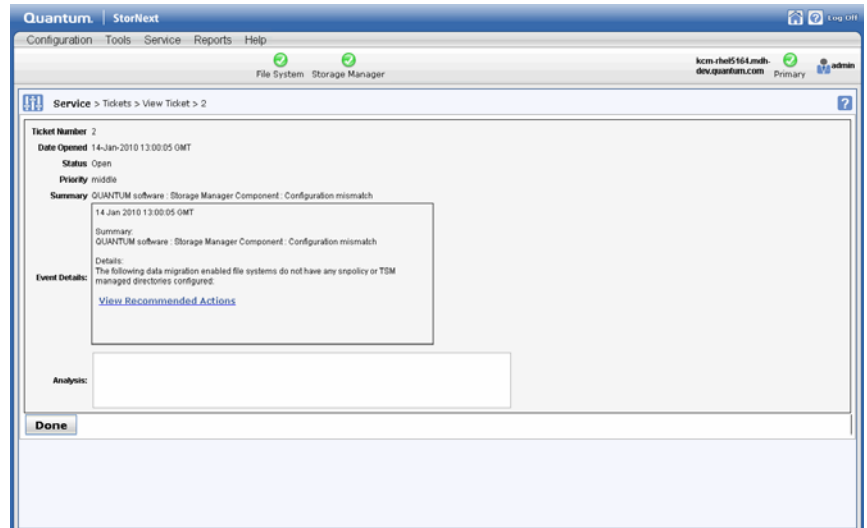 Quantum. StorNext
Log Off
Configuration Tools Service Reports Help
File System Storage Manager
kcm-rhel5164.mdh-
dev.quantum.com
Primary
admin
Service > Tickets > View Ticket > 2
Ticket Number 2
Date Opened 14-Jan-2010 13:00:05 GMT
Status Open
Priority middle
Summary QUANTUM software : Storage Manager Component : Configuration mismatch
Event Details:
14 Jan 2010 13:00:05 GMT
Summary:
QUANTUM software : Storage Manager Component : Configuration mismatch
Details:
The following data migration enabled file systems do not have any snpolicy or TSM
managed directories configured:
View Recommended Actions
Analysis:
Done